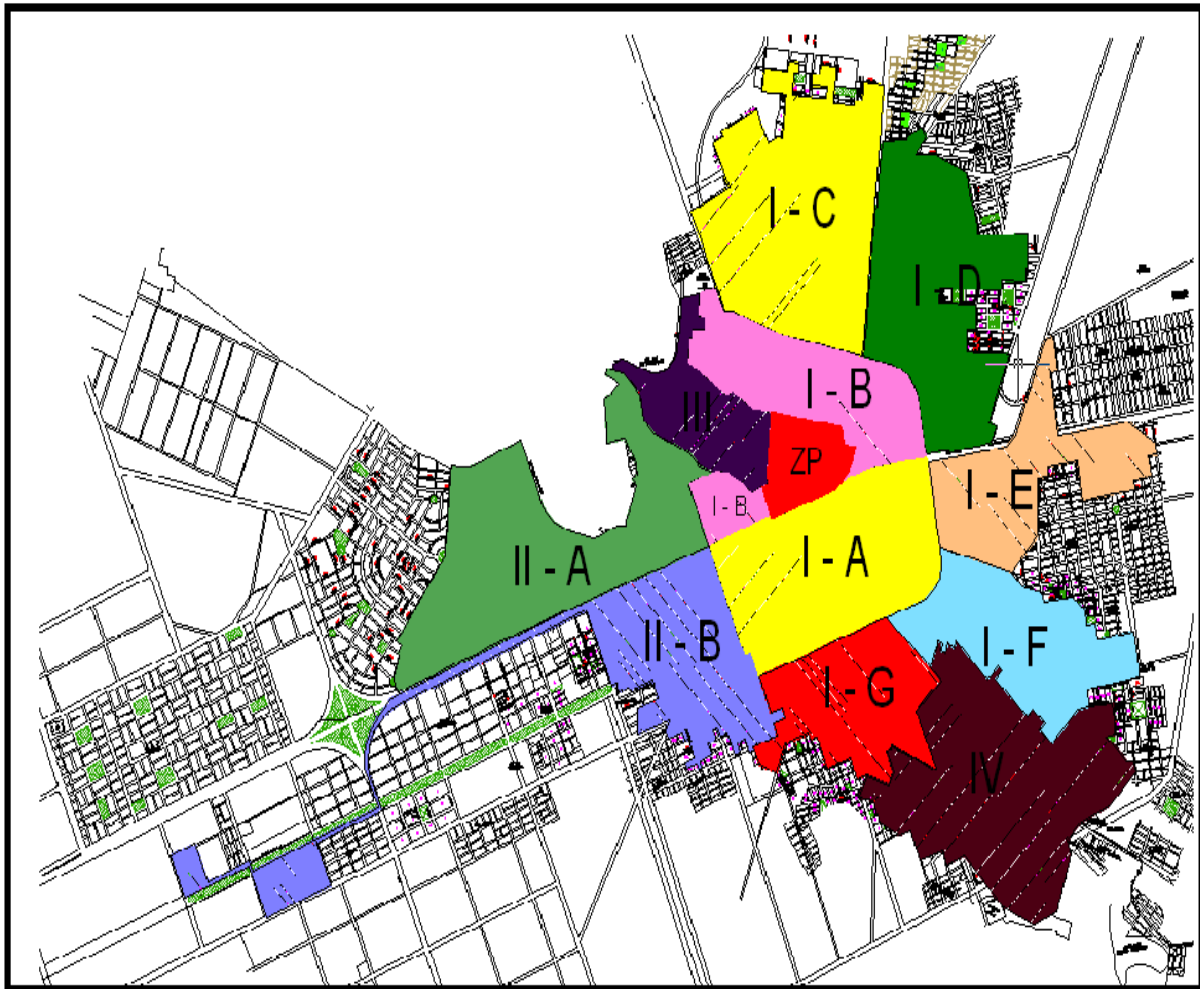 I - C
I - D
I - B
III
ZP
I - E
I - B
I - A
II - A
II - B
I - F
I - G
IV